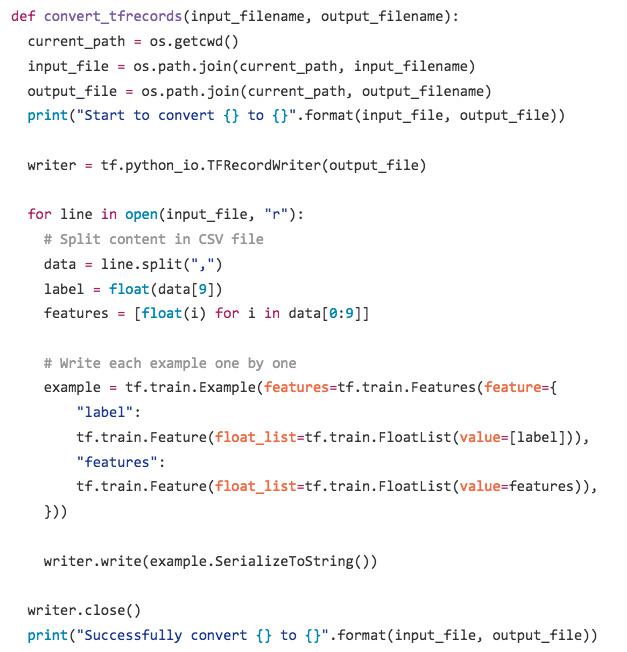 def convert_tfrecords(input_filename, output_filename):
  current_path = os.getcwd()
  input_file = os.path.join(current_path, input_filename)
  output_file = os.path.join(current_path, output_filename)
  print("Start to convert {} to {}".format(input_file, output_file))

  writer = tf.python_io.TFRecordWriter(output_file)

  for line in open(input_file, "r"):
    # Split content in CSV file
    data = line.split(",")
    label = float(data[9])
    features = [float(i) for i in data[0:9]]

    # Write each example one by one
    example = tf.train.Example(features=tf.train.Features(feature={
        "label":
        tf.train.Feature(float_list=tf.train.FloatList(value=[label])),
        "features":
        tf.train.Feature(float_list=tf.train.FloatList(value=features)),
    }))

    writer.write(example.SerializeToString())

  writer.close()
  print("Successfully convert {} to {}".format(input_file, output_file))